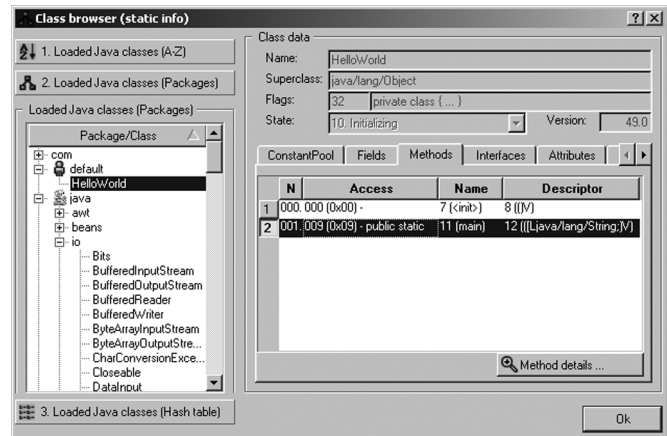 Class browser (static info)
1. Loaded Java classes (A-Z)
2. Loaded Java classes (Packages)
Loaded Java classes (Packages)
Package/Class
com
default
HelloWorld
java
awt
beans
io
Bits
BufferedInputStream
BufferedOutputStream
BufferedReader
BufferedWriter
ByteArrayInputStream
ByteArrayOutputStre...
CharConversionExce...
Closeable
DataInput
3. Loaded Java classes (Hash table)
Class data
Name: HelloWorld
Superclass: java/lang/Object
Flags: 32 private class { ... }
State: 10. Initializing Version: 49.0
ConstantPool Fields Methods Interfaces Attributes
N Access Name Descriptor
1 000. 000 (0x00) - 7 (<init>) 8 (()V)
2 001. 009 (0x09) - public static 11 (main) 12 (([Ljava/lang/String;)V)
Method details ...
Ok